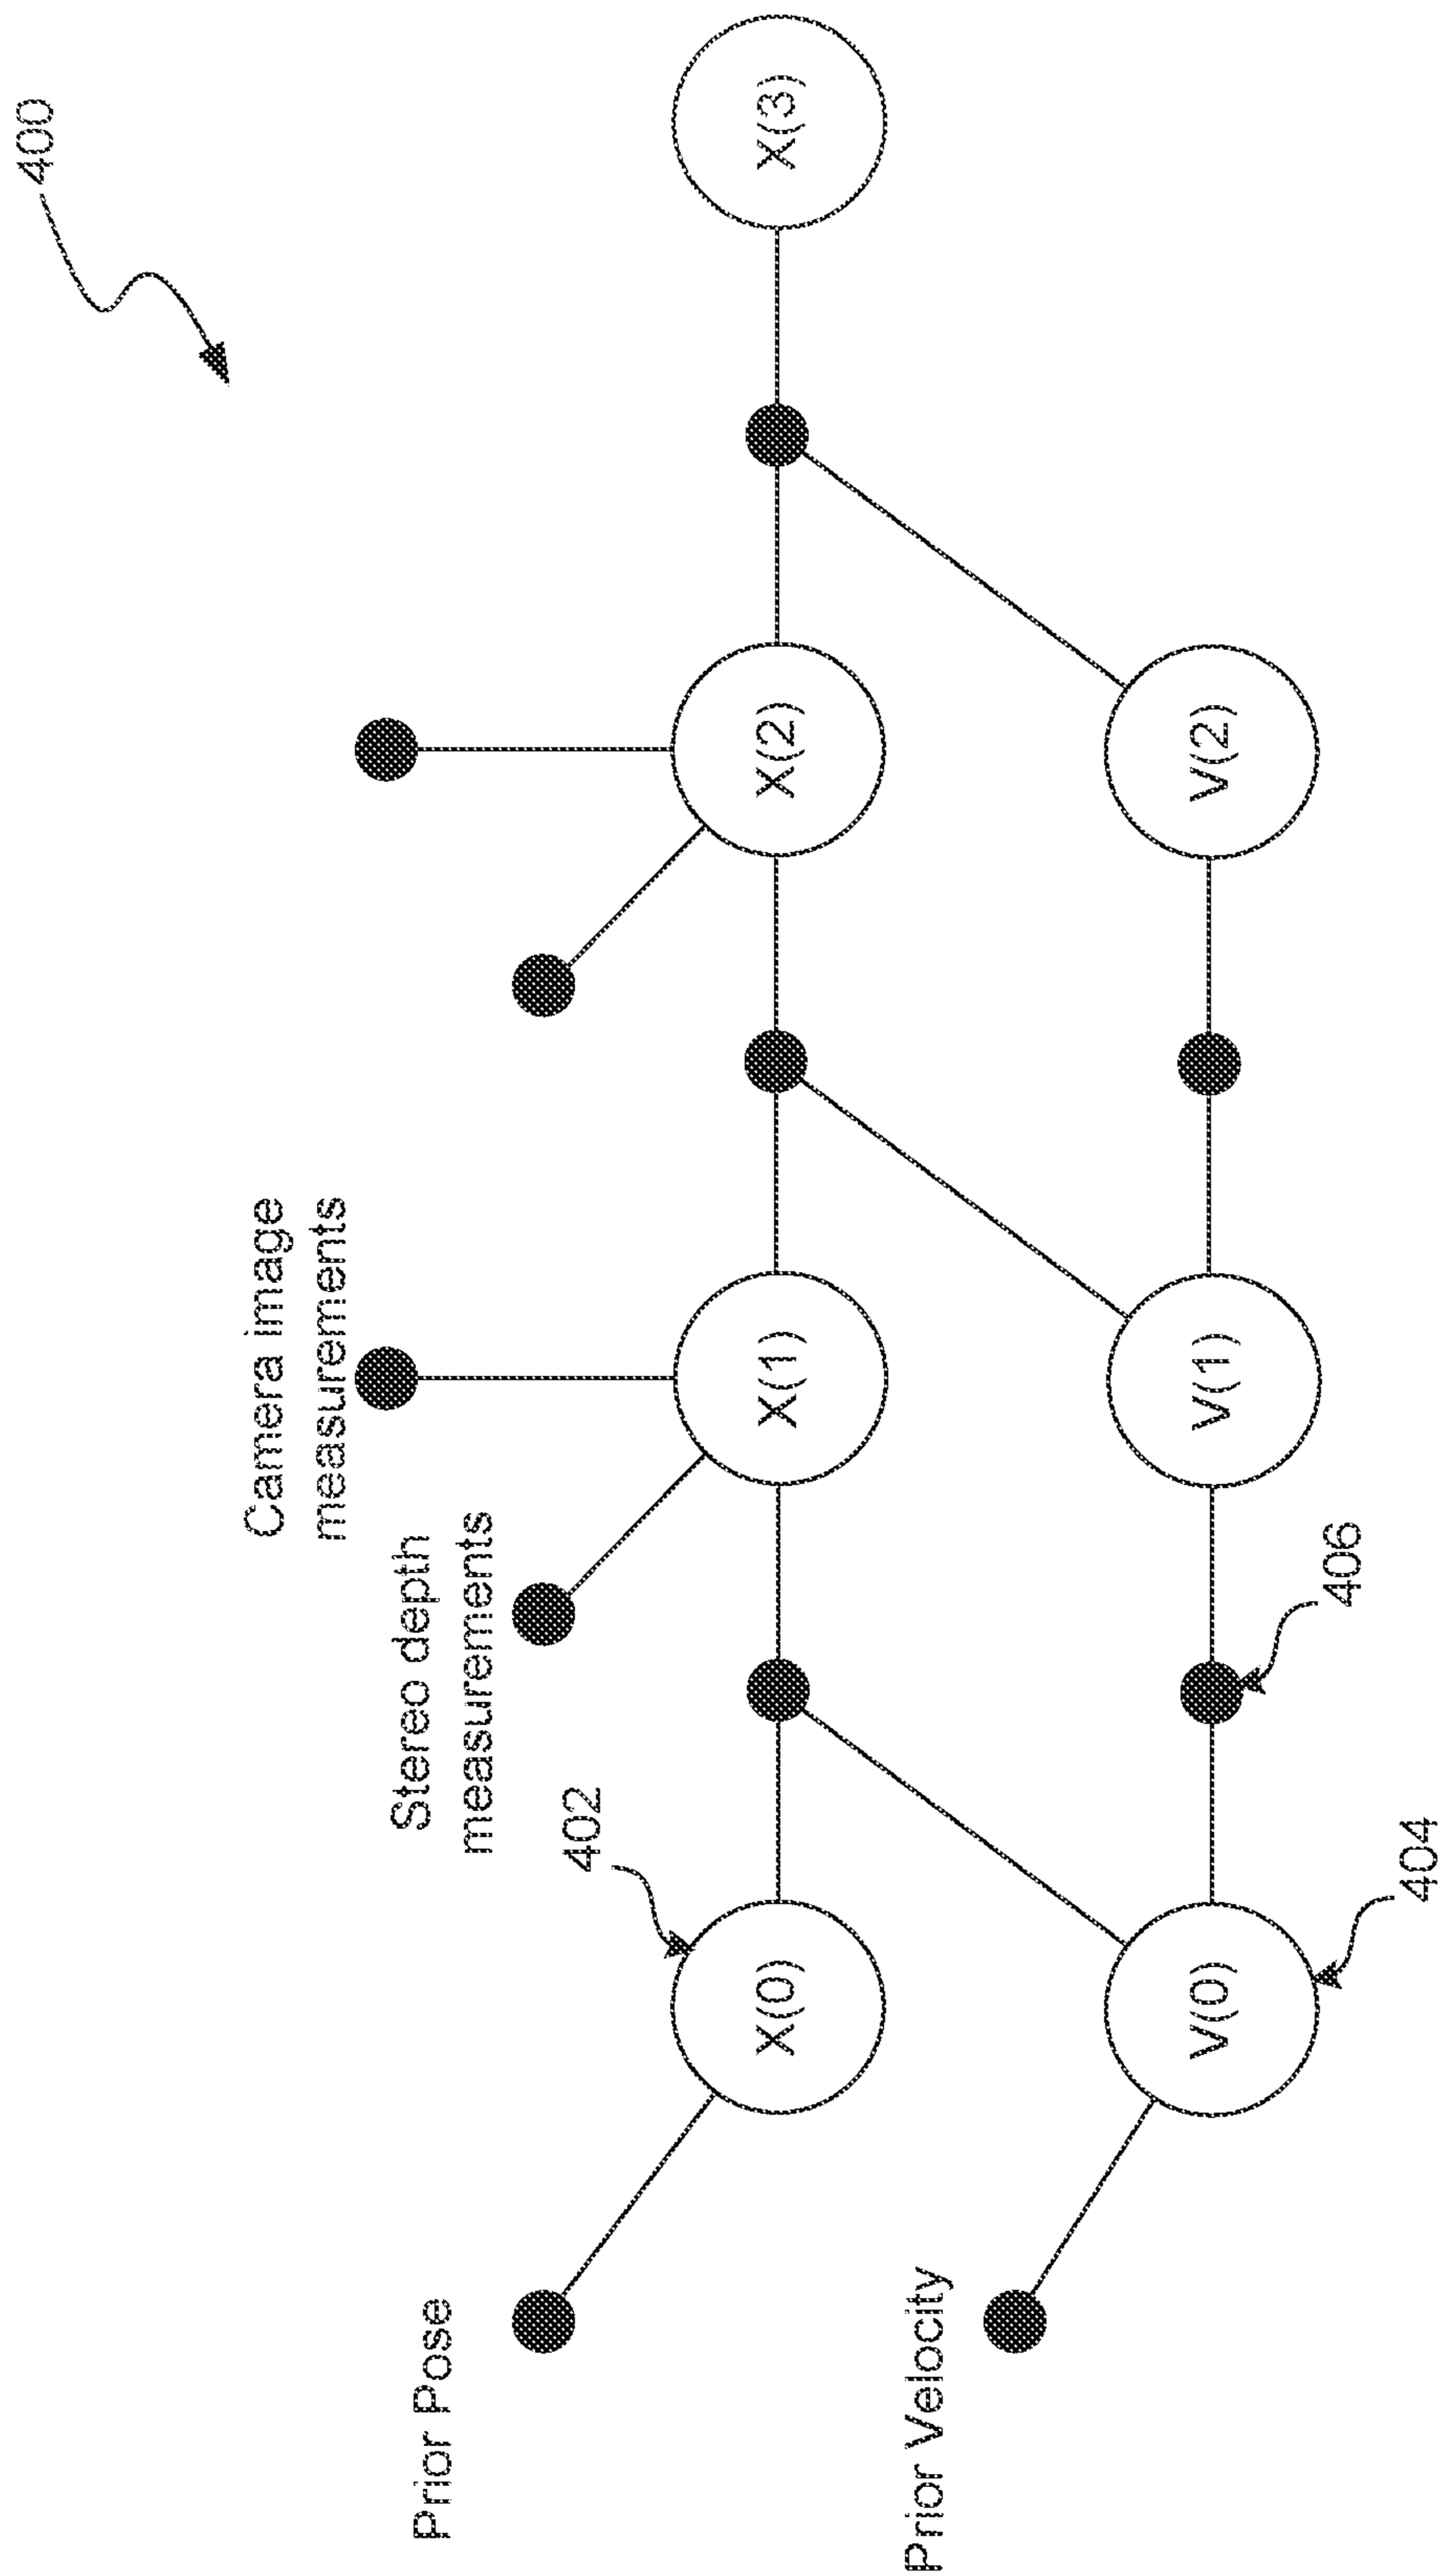 400
Camera image
measurements
Stereo depth
measurements
402
Prior Pose
X(0)
X(1)
X(2)
X(3)
Prior Velocity
V(0)
V(1)
V(2)
404
406